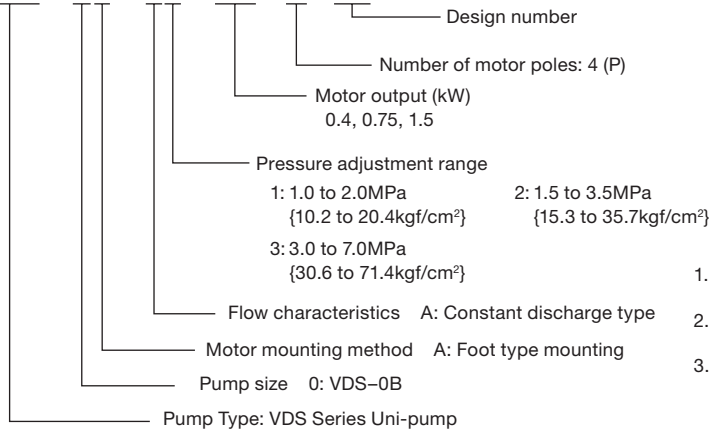 Design number
Number of motor poles: 4 (P)
Motor output (kW)
0.4, 0.75, 1.5
Pressure adjustment range
1: 1.0 to 2.0MPa 2: 1.5 to 3.5MPa
{10.2 to 20.4kgf/cm²} {15.3 to 35.7kgf/cm²}
3: 3.0 to 7.0MPa
{30.6 to 71.4kgf/cm²}
1.
Flow characteristics A: Constant discharge type
2.
Motor mounting method A: Foot type mounting
3.
Pump size 0: VDS−0B
Pump Type: VDS Series Uni-pump